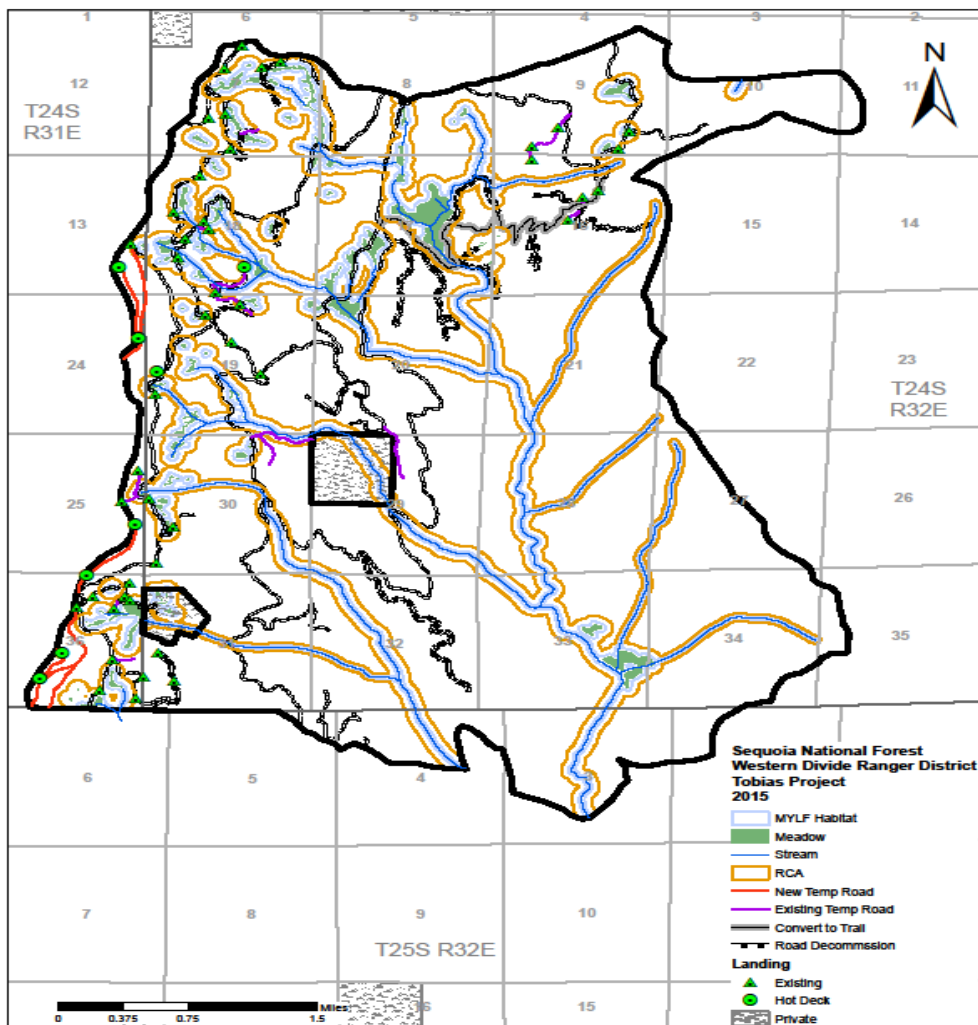 1
6
5
4
3
2
N
12
8
9
10
11
T24S
R31E
13
15
14
24
19
21
22
23
T24S
R32E
25
30
27
26
32
33
34
35
6
5
4
Sequoia National Forest
Western Divide Ranger District
Tobias Project
2015
MYLF Habitat
Meadow
Stream
RCA
New Temp Road
Existing Temp Road
Convert to Trail
Road Decommssion
Landing
Existing
Hot Deck
Private
7
8
9
10
T25S R32E
16
15
Miles
0
0.375
0.75
1.5